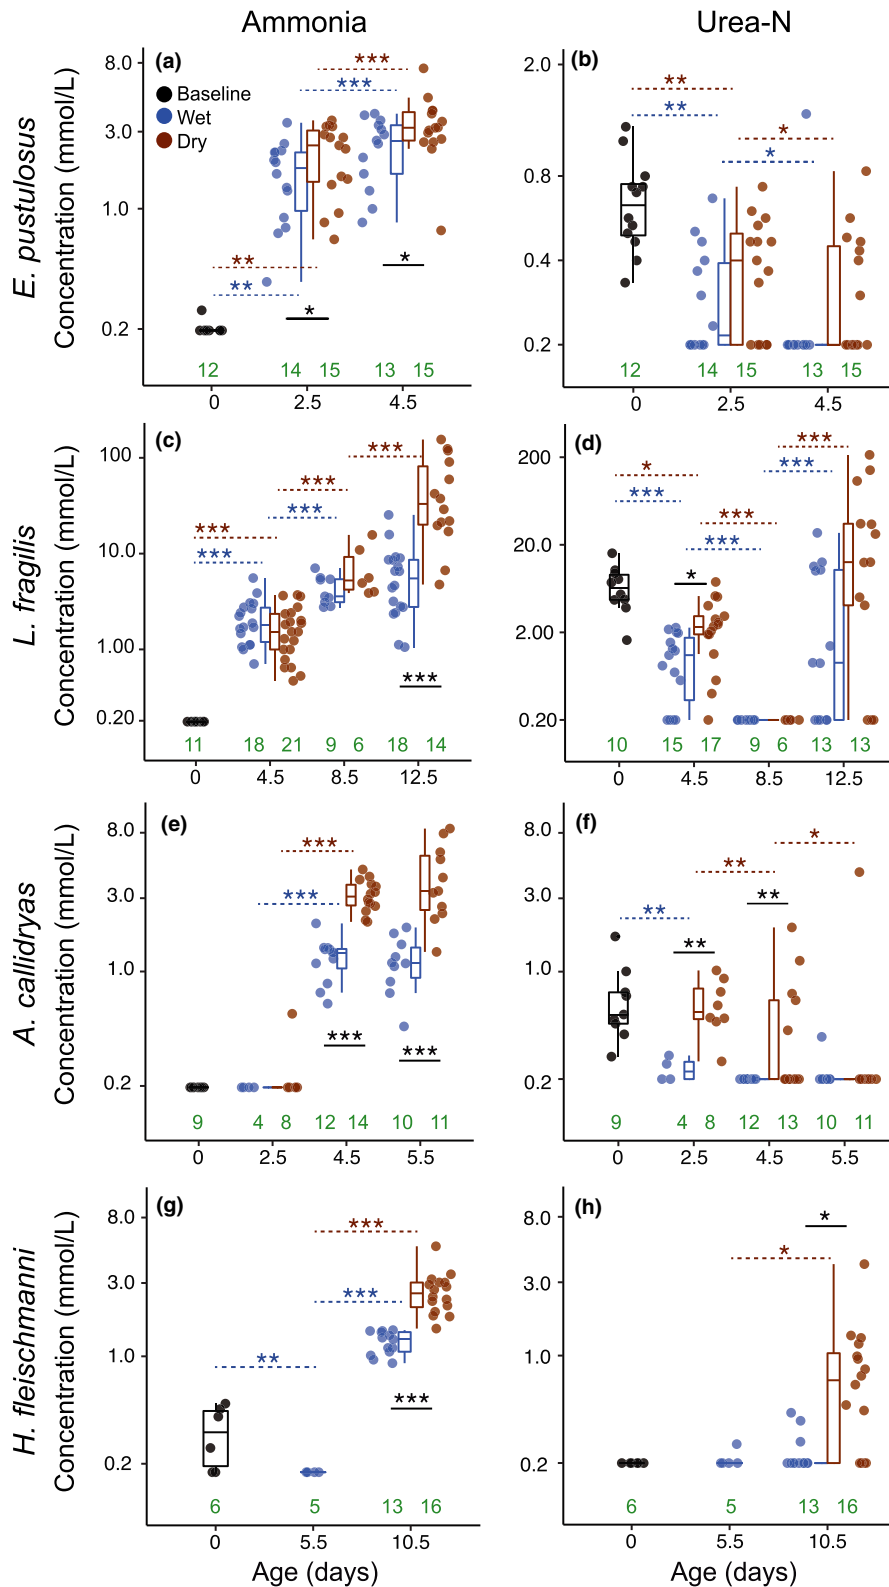 Ammonia
Urea-N
E. pustulosus
Concentration (mmol/L)
(a)
Baseline
Wet
Dry
8.0
3.0
1.0
0.2
***
***
**
**
*
*
12 14 15 13 15
0 2.5 4.5
(b)
2.0
0.8
0.4
0.2
**
**
*
*
12 14 15 13 15
0 2.5 4.5
L. fragilis
Concentration (mmol/L)
(c)
100
10.0
1.00
0.20
***
***
***
***
***
***
11 18 21 9 6 18 14
0 4.5 8.5 12.5
(d)
200
20.0
2.00
0.20
***
***
*
***
***
***
*
10 15 17 9 6 13 13
0 4.5 8.5 12.5
A. callidryas
Concentration (mmol/L)
(e)
8.0
3.0
1.0
0.2
***
***
***
***
9 4 8 12 14 10 11
0 2.5 4.5 5.5
(f)
8.0
3.0
1.0
0.2
*
**
**
**
**
9 4 8 12 13 10 11
0 2.5 4.5 5.5
H. fleischmanni
Concentration (mmol/L)
(g)
8.0
3.0
1.0
0.2
***
***
**
***
6 5 13 16
0 5.5 10.5
Age (days)
(h)
8.0
3.0
1.0
0.2
*
*
6 5 13 16
0 5.5 10.5
Age (days)